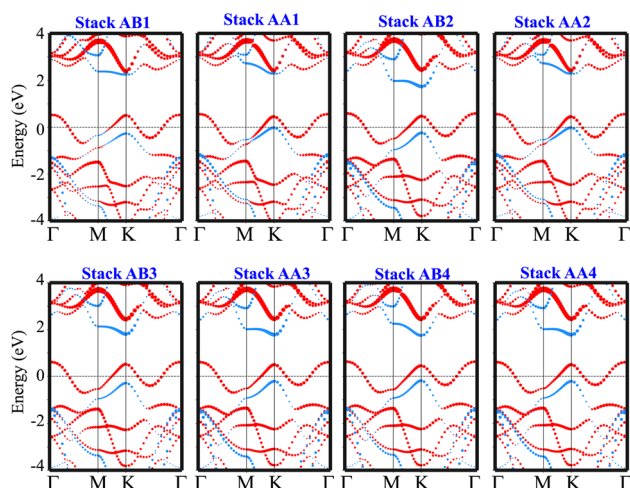 Stack AB1 Stack AA1 Stack AB2 Stack AA2
4
2
0
-2
-4
Energy (eV)
Γ M K Γ Γ M K Γ Γ M K Γ Γ M K Γ
Stack AB3 Stack AA3 Stack AB4 Stack AA4
4
2
0
-2
-4
Energy (eV)
Γ M K Γ Γ M K Γ Γ M K Γ Γ M K Γ